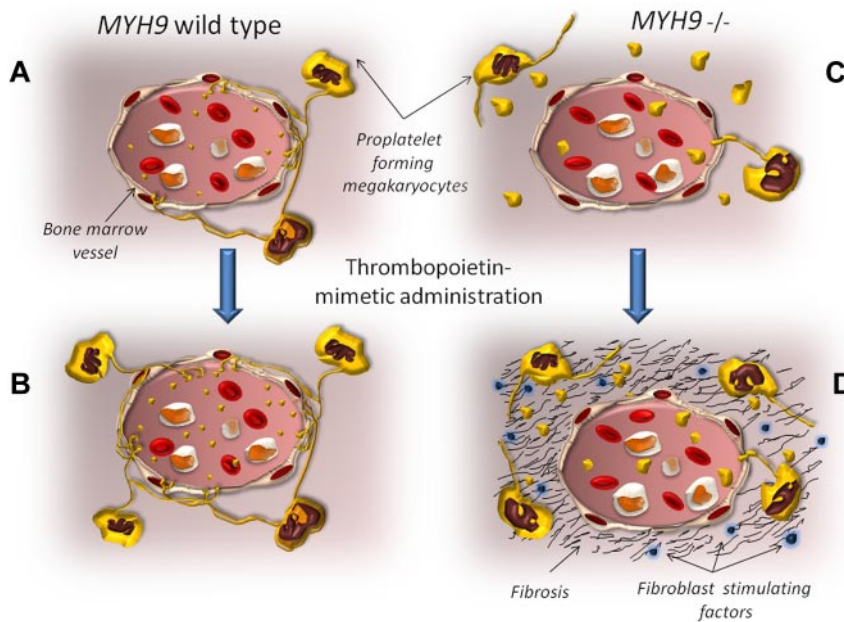 MYH9 wild type
MYH9 -/-
A
C
Proplatelet
forming
megakaryocytes
Bone marrow
vessel
Thrombopoietin-
mimetic administration
B
D
Fibrosis
Fibroblast stimulating
factors